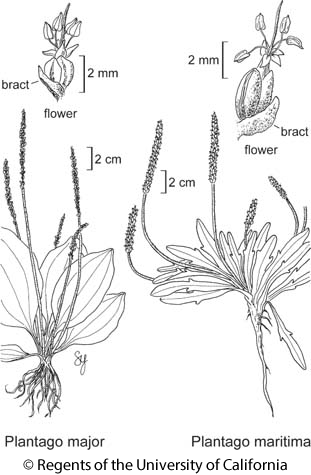 2 mm
bract
flower
2 mm
bract
flower
2 cm
2 cm
Sy
Plantago major
Plantago maritima
© Regents of the University of California